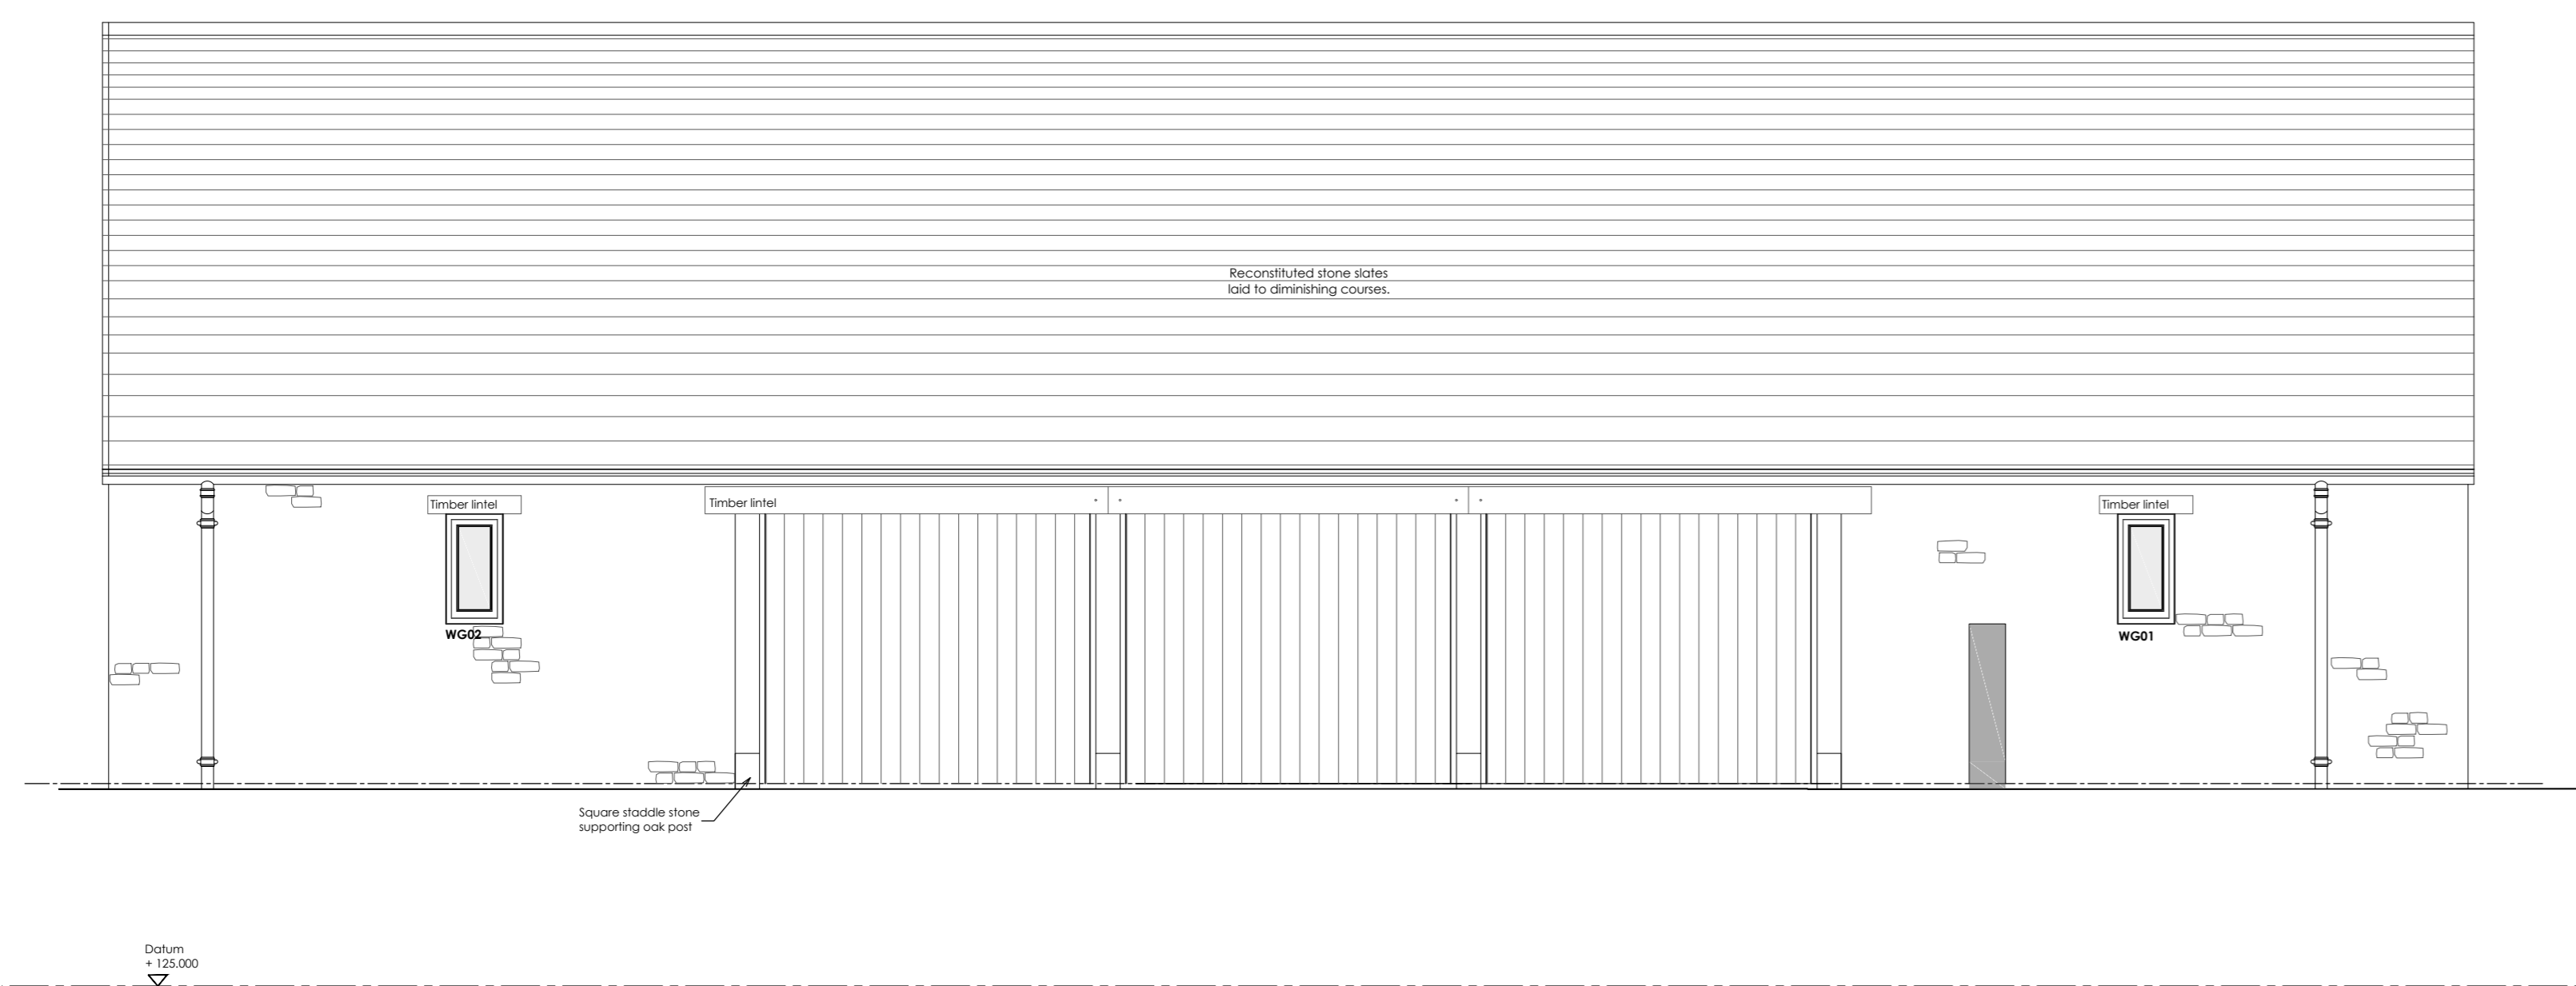 Reconstituted stone slates
laid to diminishing courses.
Timber lintel
Timber lintel
Timber lintel
WG02
WG01
Square staddle stone
supporting oak post
Datum
+ 125.000